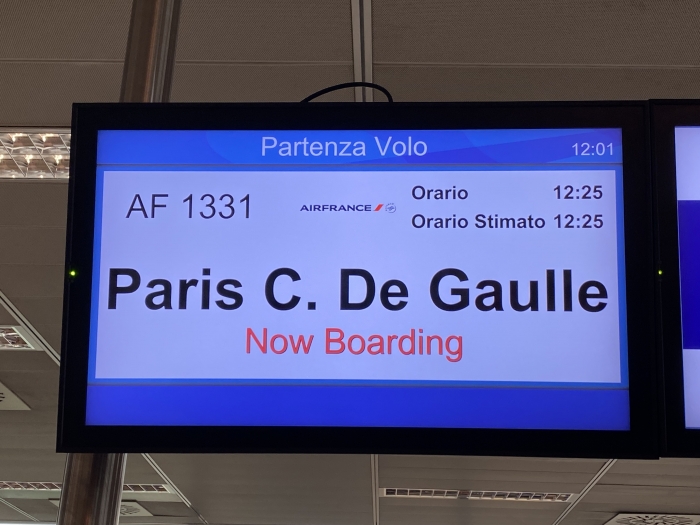 Partenza Volo 12:01
AF 1331 AIRFRANCE Orario 12:25
Orario Stimato 12:25
Paris C. De Gaulle
Now Boarding